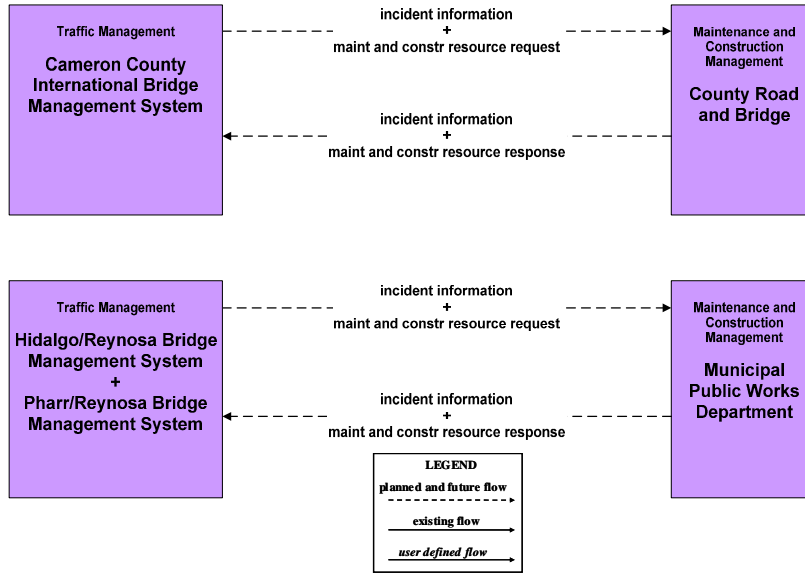 Traffic Management
Cameron County
International Bridge
Management System
incident information
+
maint and constr resource request
incident information
+
maint and constr resource response
Maintenance and
Construction
Management
County Road
and Bridge
Traffic Management
Hidalgo/Reynosa Bridge
Management System
+
Pharr/Reynosa Bridge
Management System
incident information
+
maint and constr resource request
incident information
+
maint and constr resource response
Maintenance and
Construction
Management
Municipal
Public Works
Department
LEGEND
planned and future flow
existing flow
user defined flow